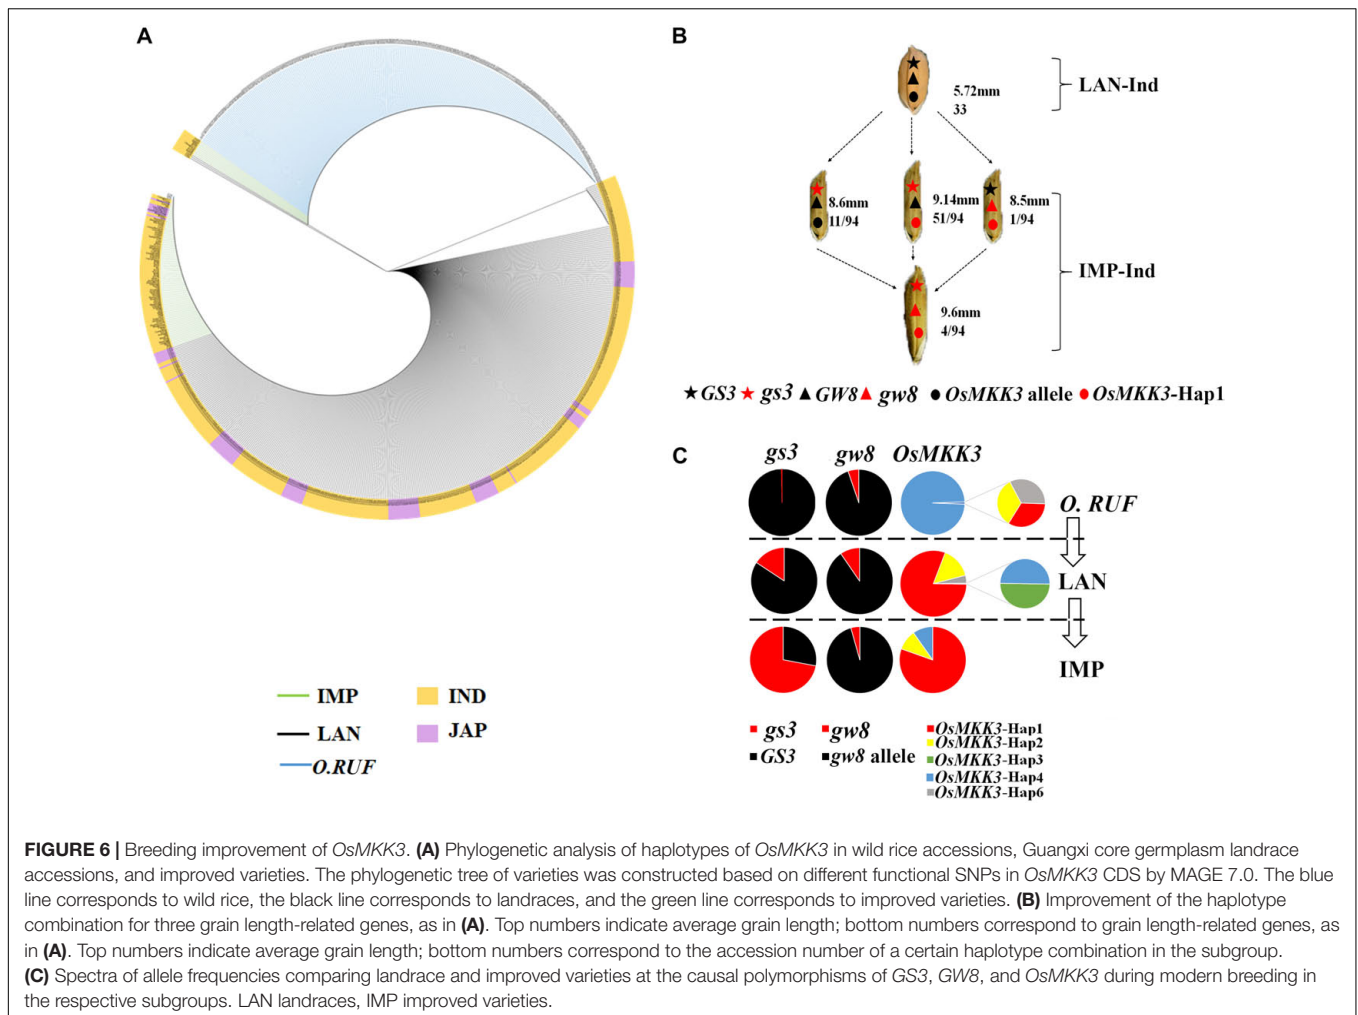 A
B
5.72mm
33
LAN-Ind
8.6mm
11/94
9.14mm
51/94
8.5mm
1/94
IMP-Ind
9.6mm
4/94
★GS3 ★gs3 ▲GW8 ▲gw8 ●OsMKK3 allele ●OsMKK3-Hap1
C
gs3 gw8 OsMKK3
O. RUF
LAN
IMP
gs3 gw8
GS3 gw8 allele
OsMKK3-Hap1
OsMKK3-Hap2
OsMKK3-Hap3
OsMKK3-Hap4
OsMKK3-Hap6
IMP IND
LAN JAP
O.RUF
FIGURE 6 | Breeding improvement of OsMKK3. (A) Phylogenetic analysis of haplotypes of OsMKK3 in wild rice accessions, Guangxi core germplasm landrace
accessions, and improved varieties. The phylogenetic tree of varieties was constructed based on different functional SNPs in OsMKK3 CDS by MAGE 7.0. The blue
line corresponds to wild rice, the black line corresponds to landraces, and the green line corresponds to improved varieties. (B) Improvement of the haplotype
combination for three grain length-related genes, as in (A). Top numbers indicate average grain length; bottom numbers correspond to grain length-related genes, as
in (A). Top numbers indicate average grain length; bottom numbers correspond to the accession number of a certain haplotype combination in the subgroup.
(C) Spectra of allele frequencies comparing landrace and improved varieties at the causal polymorphisms of GS3, GW8, and OsMKK3 during modern breeding in
the respective subgroups. LAN landraces, IMP improved varieties.